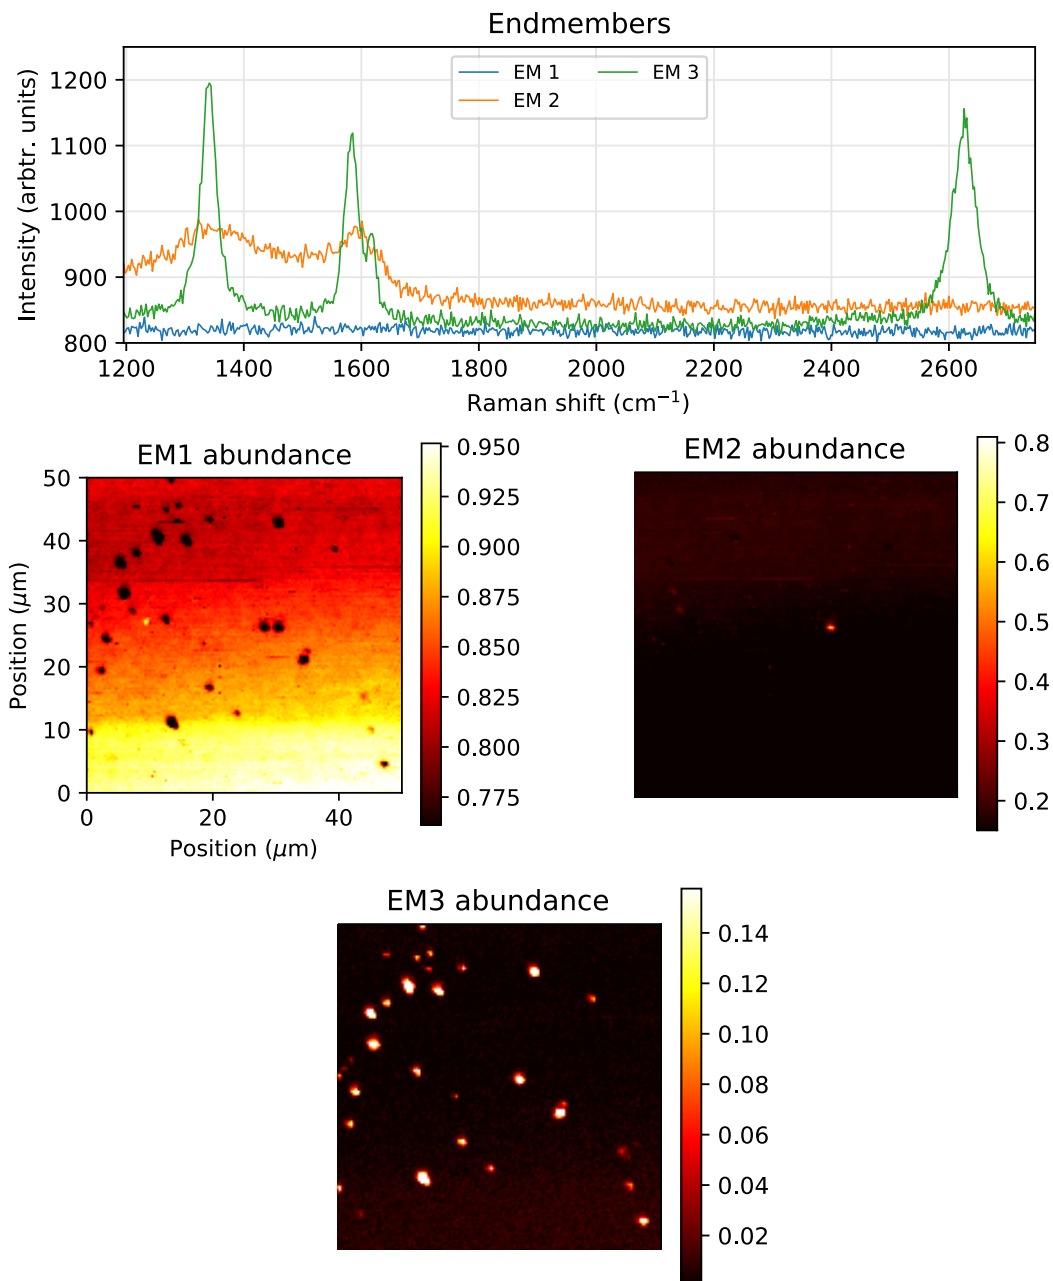 Endmembers
EM 1
EM 2
EM 3
Intensity (arbtr. units)
1200
1100
1000
900
800
1200 1400 1600 1800 2000 2200 2400 2600
Raman shift (cm⁻¹)
EM1 abundance
Position (μm)
50
40
30
20
10
0
0 20 40
Position (μm)
0.950
0.925
0.900
0.875
0.850
0.825
0.800
0.775
EM2 abundance
0.8
0.7
0.6
0.5
0.4
0.3
0.2
EM3 abundance
0.14
0.12
0.10
0.08
0.06
0.04
0.02